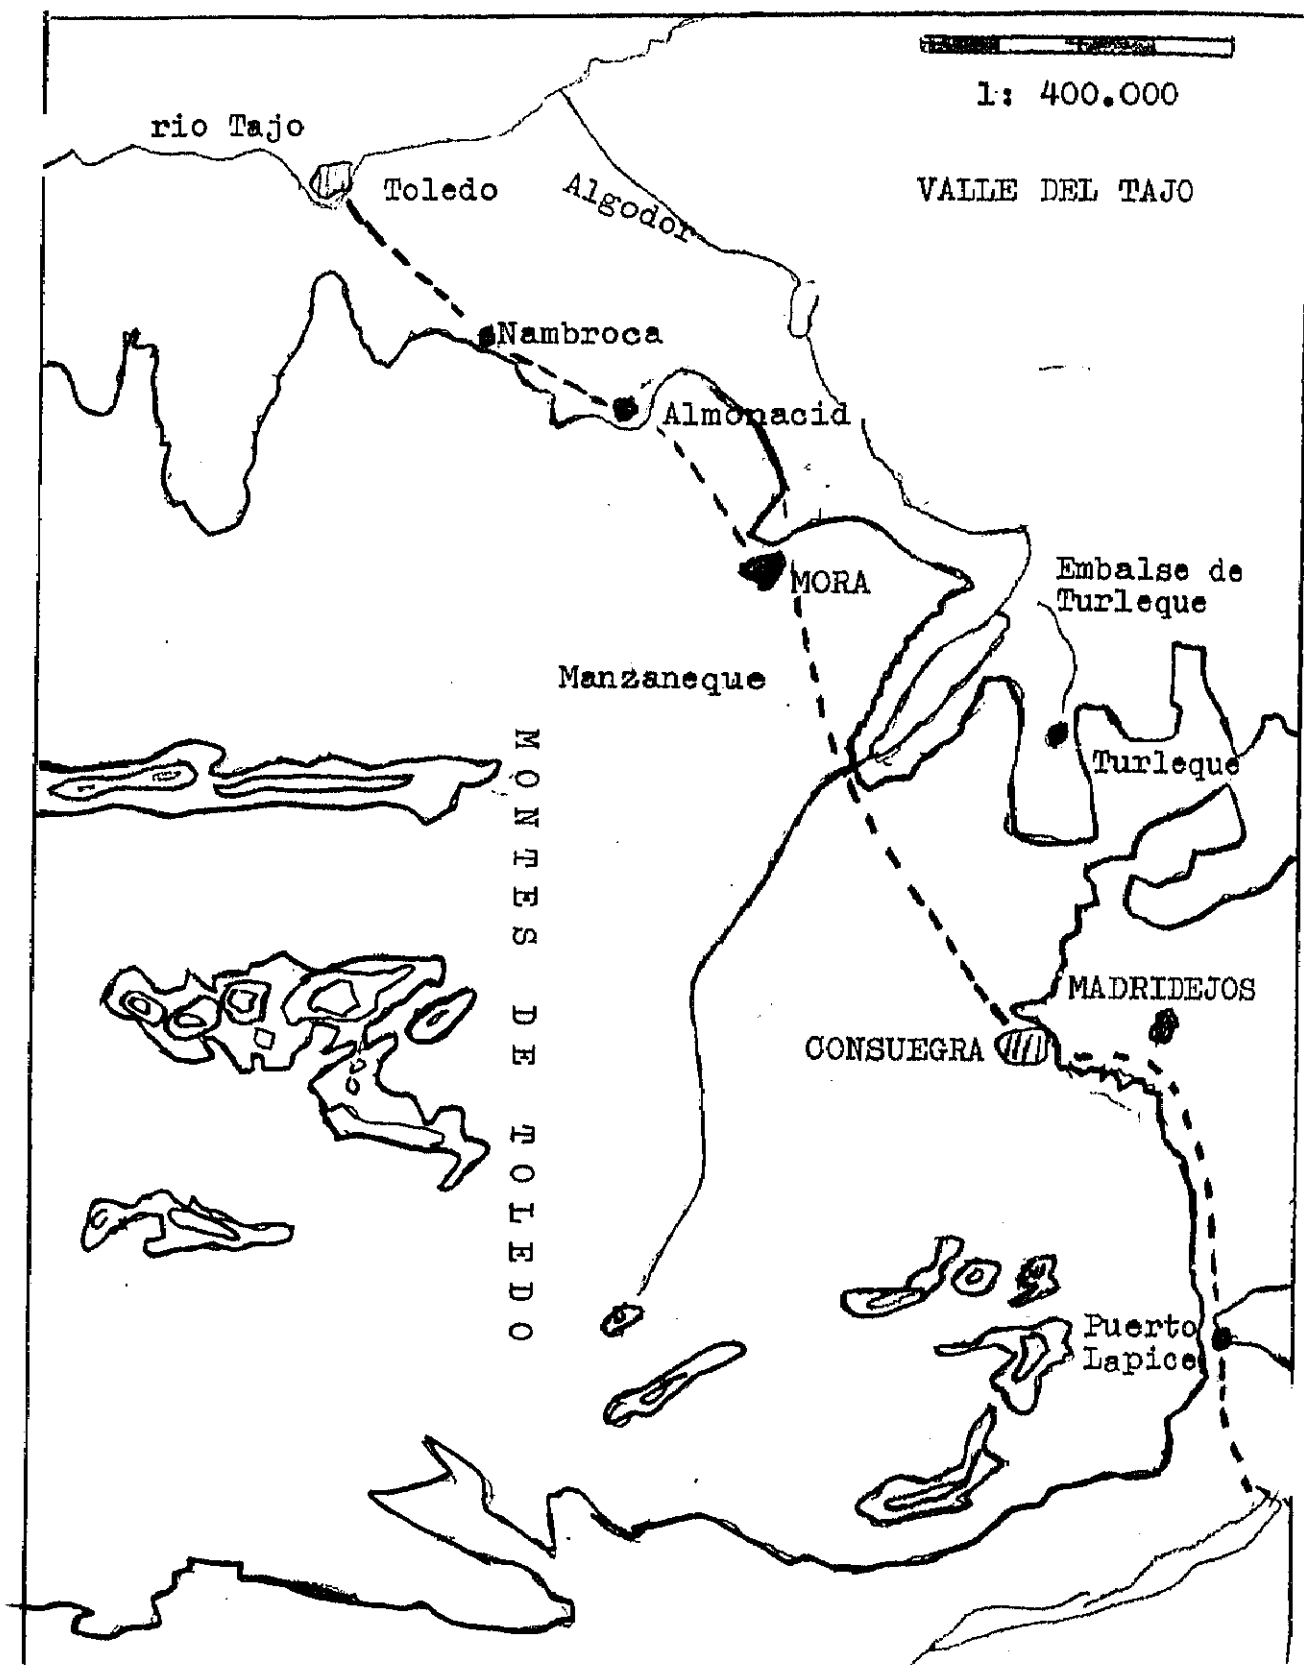 1: 400.000
rio Tajo
Toledo
Algodor
VALLE DEL TAJO
Nambroca
Almonacid
MORA
Embalse de
Turleque
Manzaneque
Turleque
MONTES DE TOLEDO
MADRIDEJOS
CONSUEGRA
Puerto
Lapice